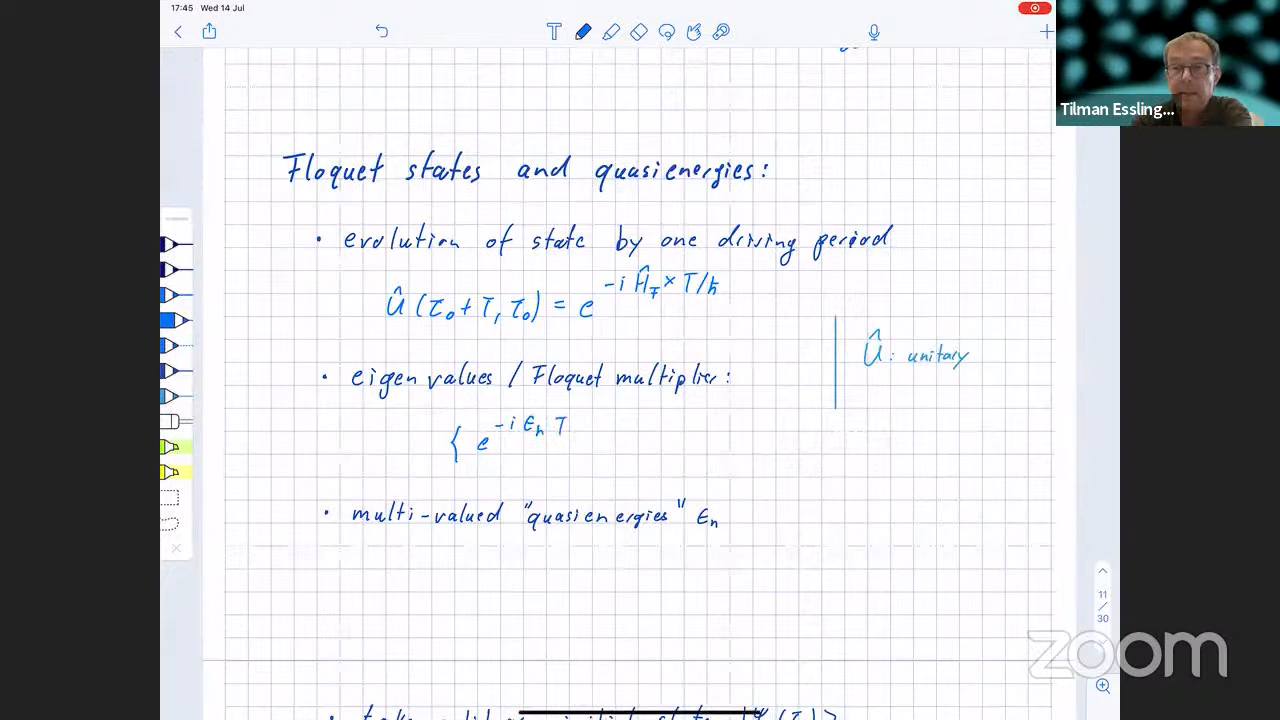 17:45 Wed 14 Jul
T
Tilman Essling...
Floquet states and quasienergies:
· evolution of state by one driving period
Û(τ₀+T, τ₀) = e^{-i Ĥ_F × T/ħ}
Û: unitary
· eigenvalues / Floquet multiplier:
{ e^{-i ε_n T}
· multi-valued "quasienergies" ε_n
11
/
30
zoom